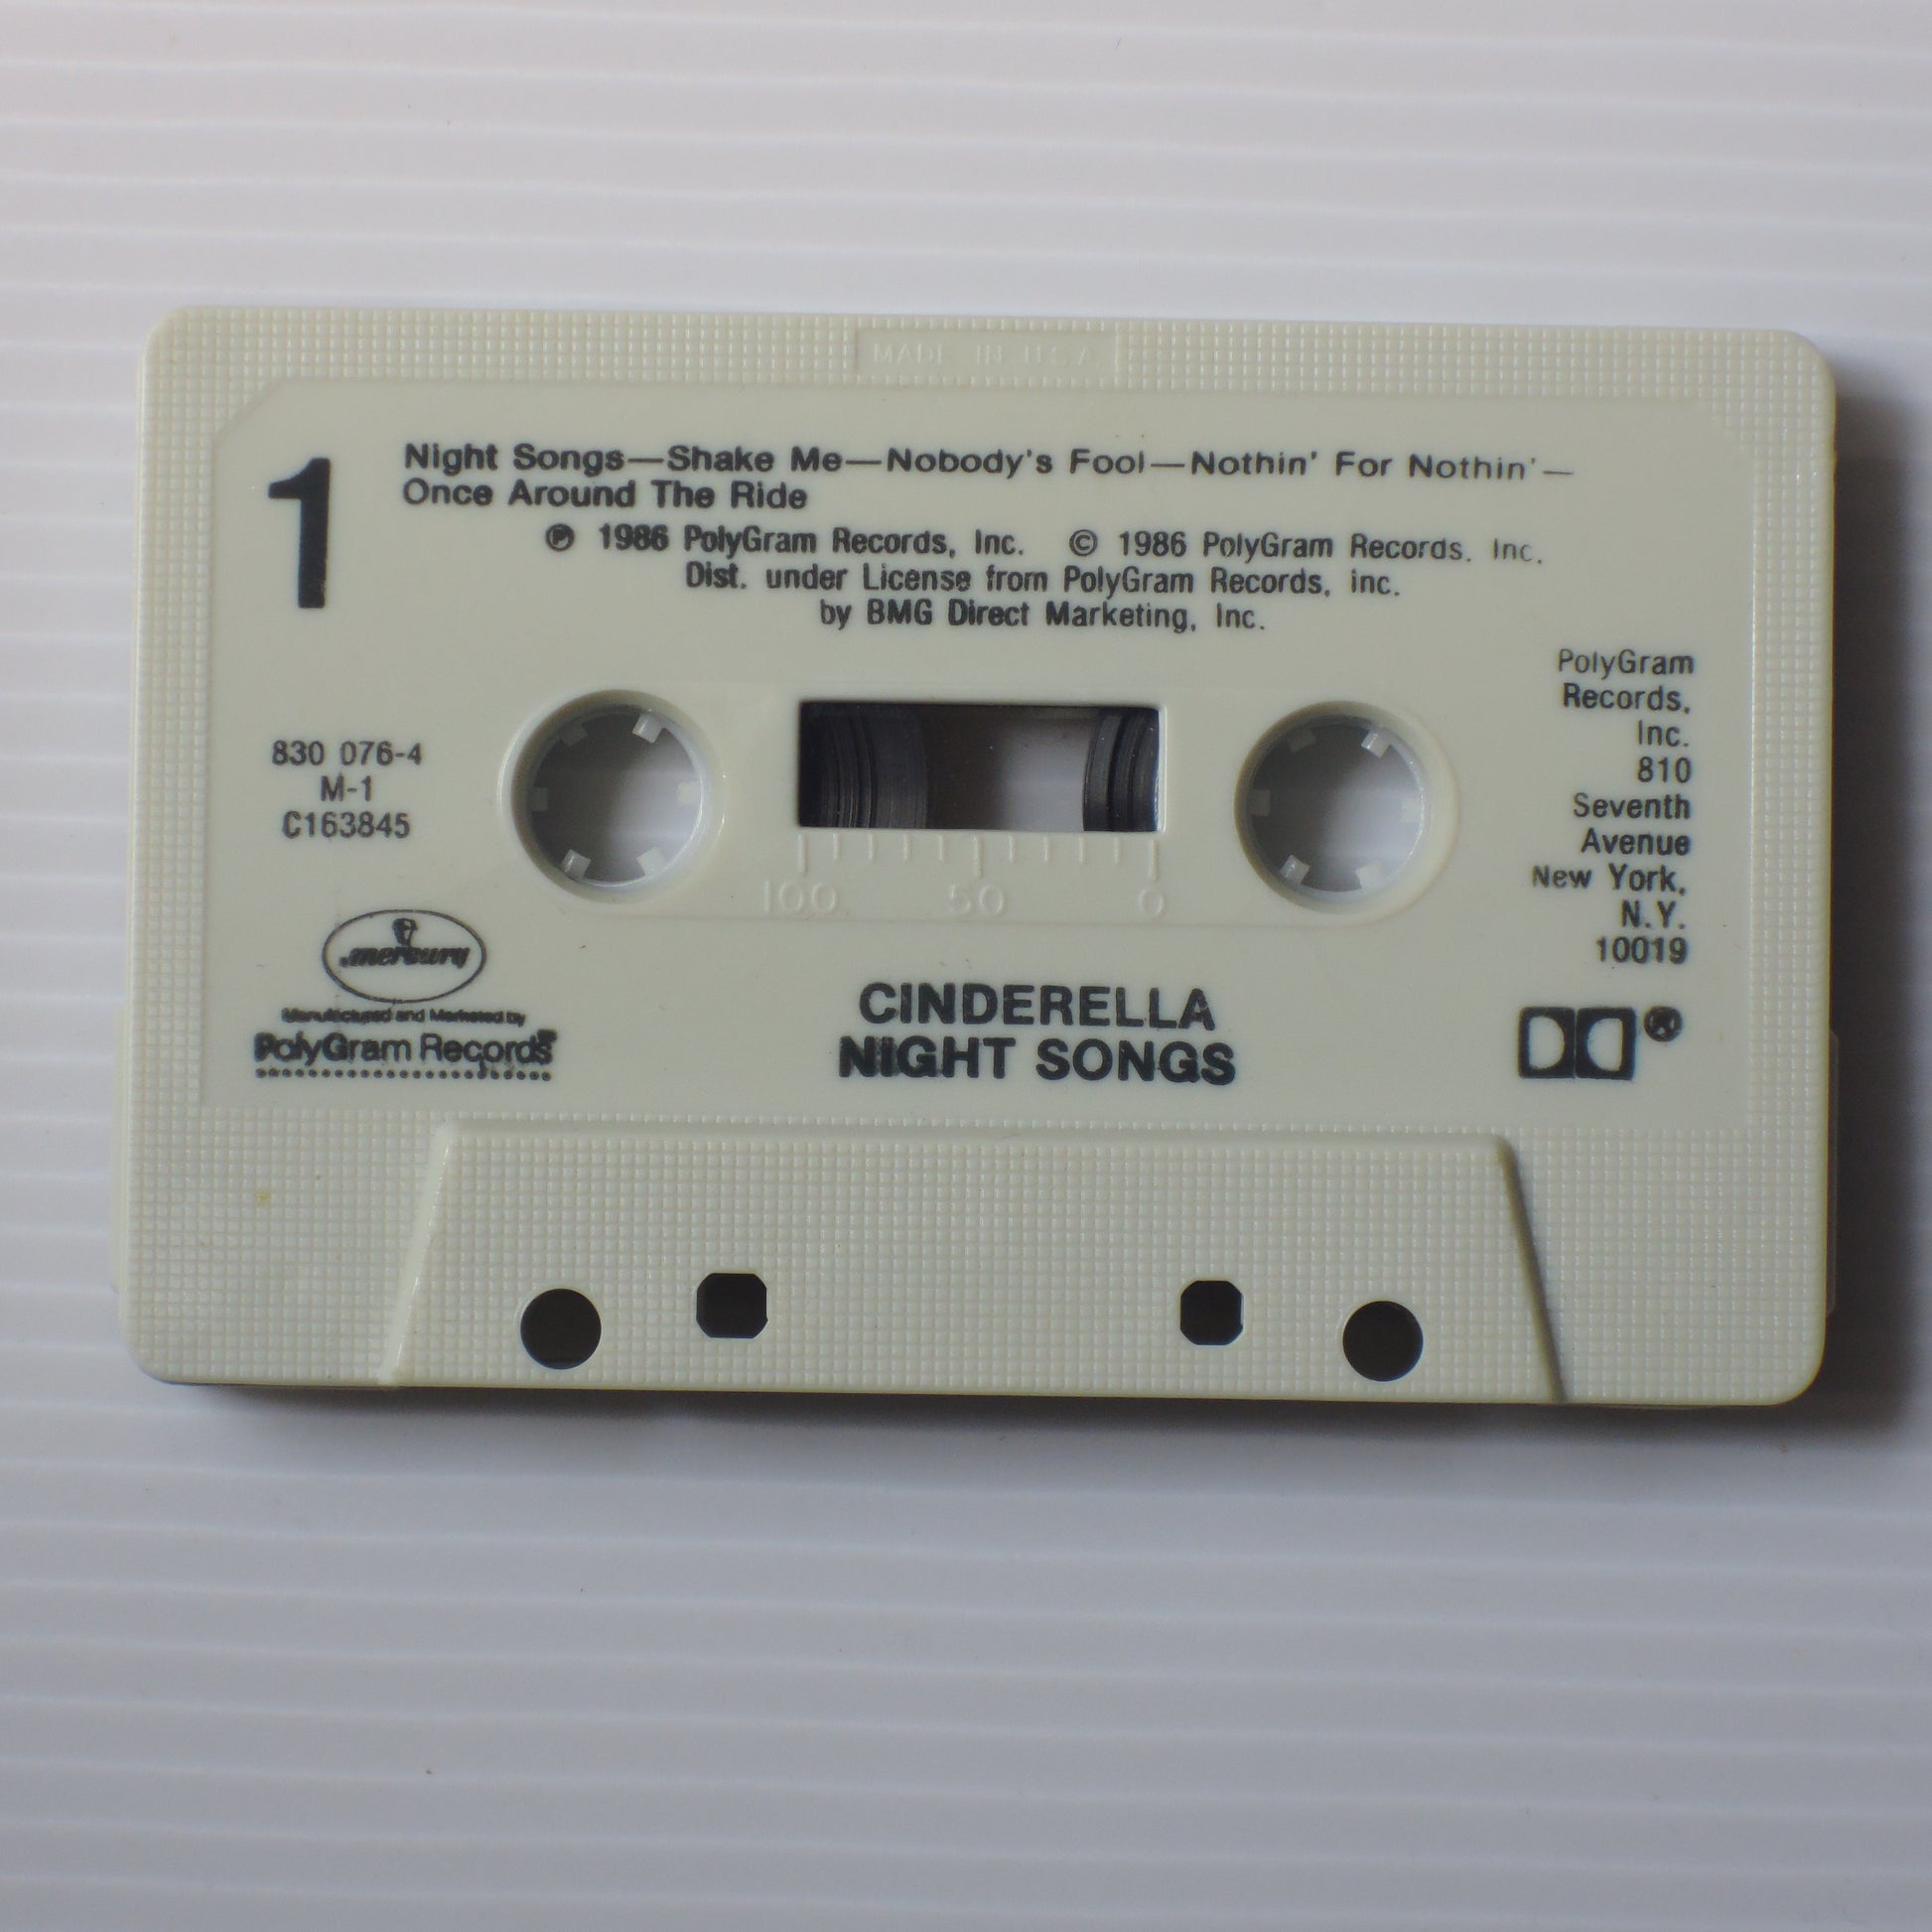 MADE IN U.S.A.
1
Night Songs—Shake Me—Nobody's Fool—Nothin' For Nothin'—
Once Around The Ride
℗ 1986 PolyGram Records, Inc. © 1986 PolyGram Records. Inc.
Dist. under License from PolyGram Records, inc.
by BMG Direct Marketing, Inc.
830 076-4
M-1
C163845
PolyGram
Records,
Inc.
810
Seventh
Avenue
New York,
N.Y.
10019
100 50 0
mercury
Manufactured and Marketed by
PolyGram Records
CINDERELLA
NIGHT SONGS
®